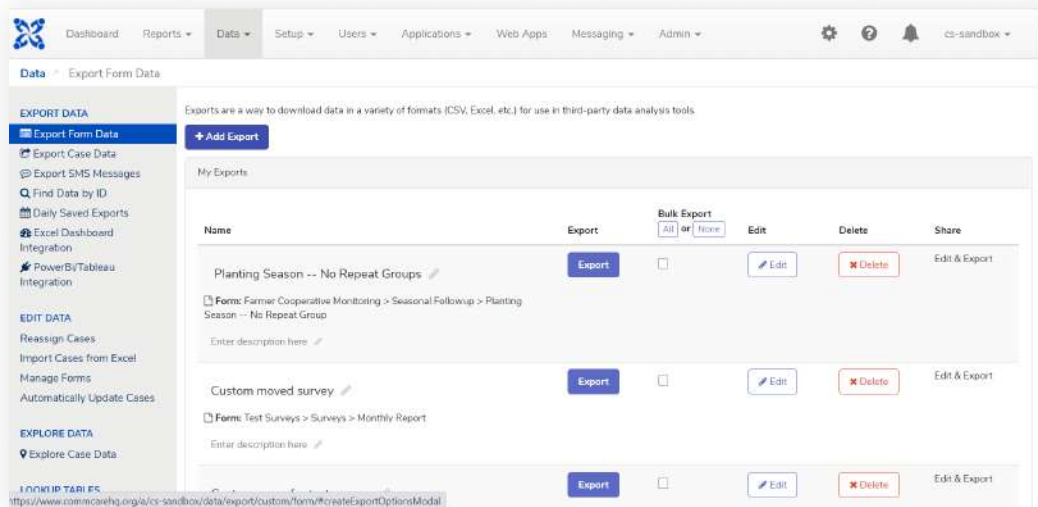 Dashboard Reports Data Setup Users Applications Web Apps Messaging Admin cs-sandbox
Data Export Form Data
EXPORT DATA
Export Form Data
Export Case Data
Export SMS Messages
Find Data by ID
Daily Saved Exports
Excel Dashboard
Integration
PowerBi/Tableau
Integration
EDIT DATA
Reassign Cases
Import Cases from Excel
Manage Forms
Automatically Update Cases
EXPLORE DATA
Explore Case Data
LOOKUP TABLES
Exports are a way to download data in a variety of formats (CSV, Excel, etc.) for use in third-party data analysis tools
+ Add Export
My Exports
Bulk Export
Name Export All or None Edit Delete Share
Planting Season -- No Repeat Groups Export Edit Delete Edit & Export
Form: Farmer Cooperative Monitoring > Seasonal Followup > Planting
Season -- No Repeat Group
Enter description here
Custom moved survey Export Edit Delete Edit & Export
Form: Test Surveys > Surveys > Monthly Report
Enter description here
Export Edit Delete Edit & Export
https://www.commcarehq.org/a/cs-sandbox/data/export/custom/form/#createExportOptionsModal